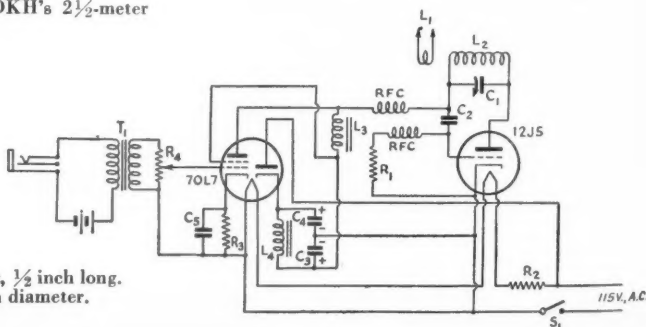 OKH's 2½-meter
L1
L2
C1
RFC
C2
12J5
L3
RFC
T1
R4
70L7
R1
C5
R3
L4
C4
+
-
-
C3
+
R2
115V., A.C.
S1
, ½ inch long.
diameter.